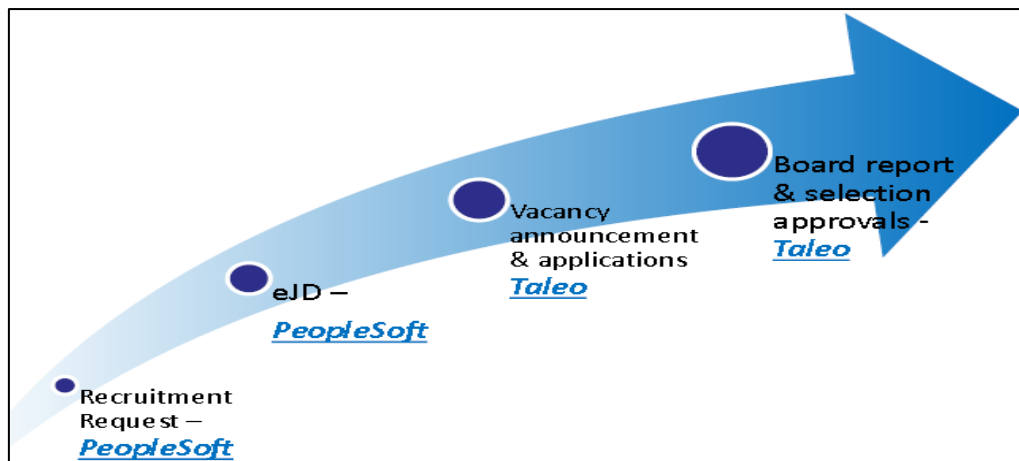 Recruitment
Request –
PeopleSoft
eJD –
PeopleSoft
Vacancy
announcement
& applications
Taleo
Board report
& selection
approvals -
Taleo